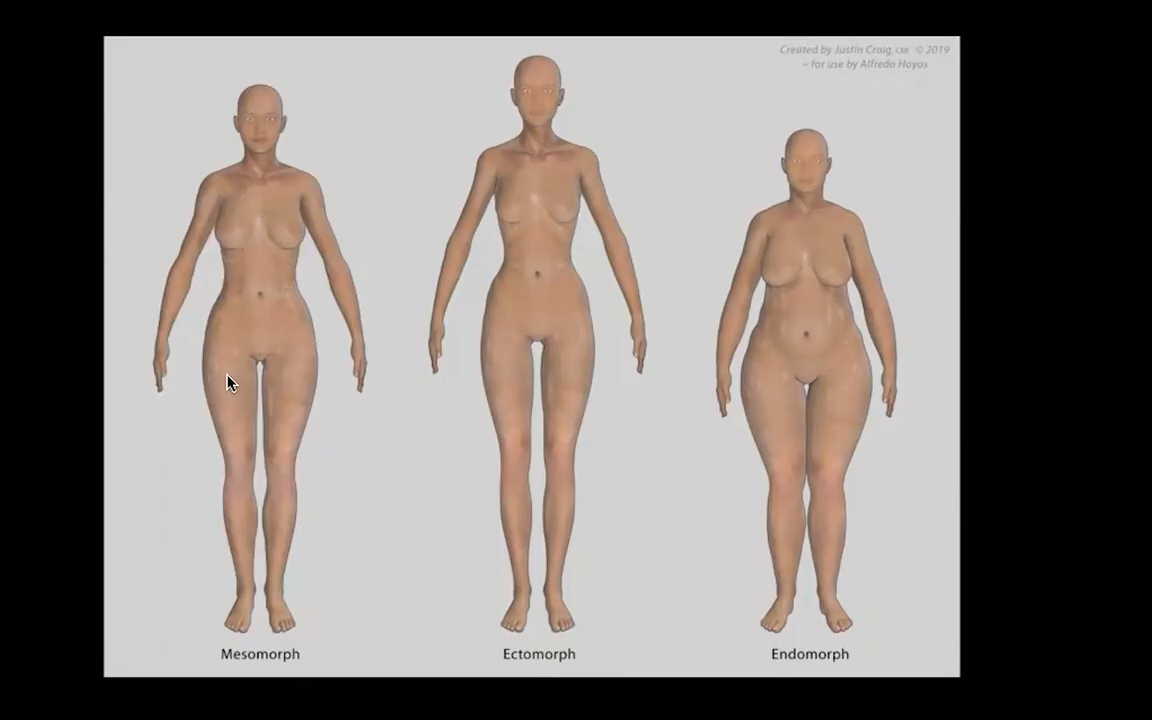 Created by Justin Craig, CMI © 2019
~ for use by Alfredo Hoyos
Mesomorph
Ectomorph
Endomorph